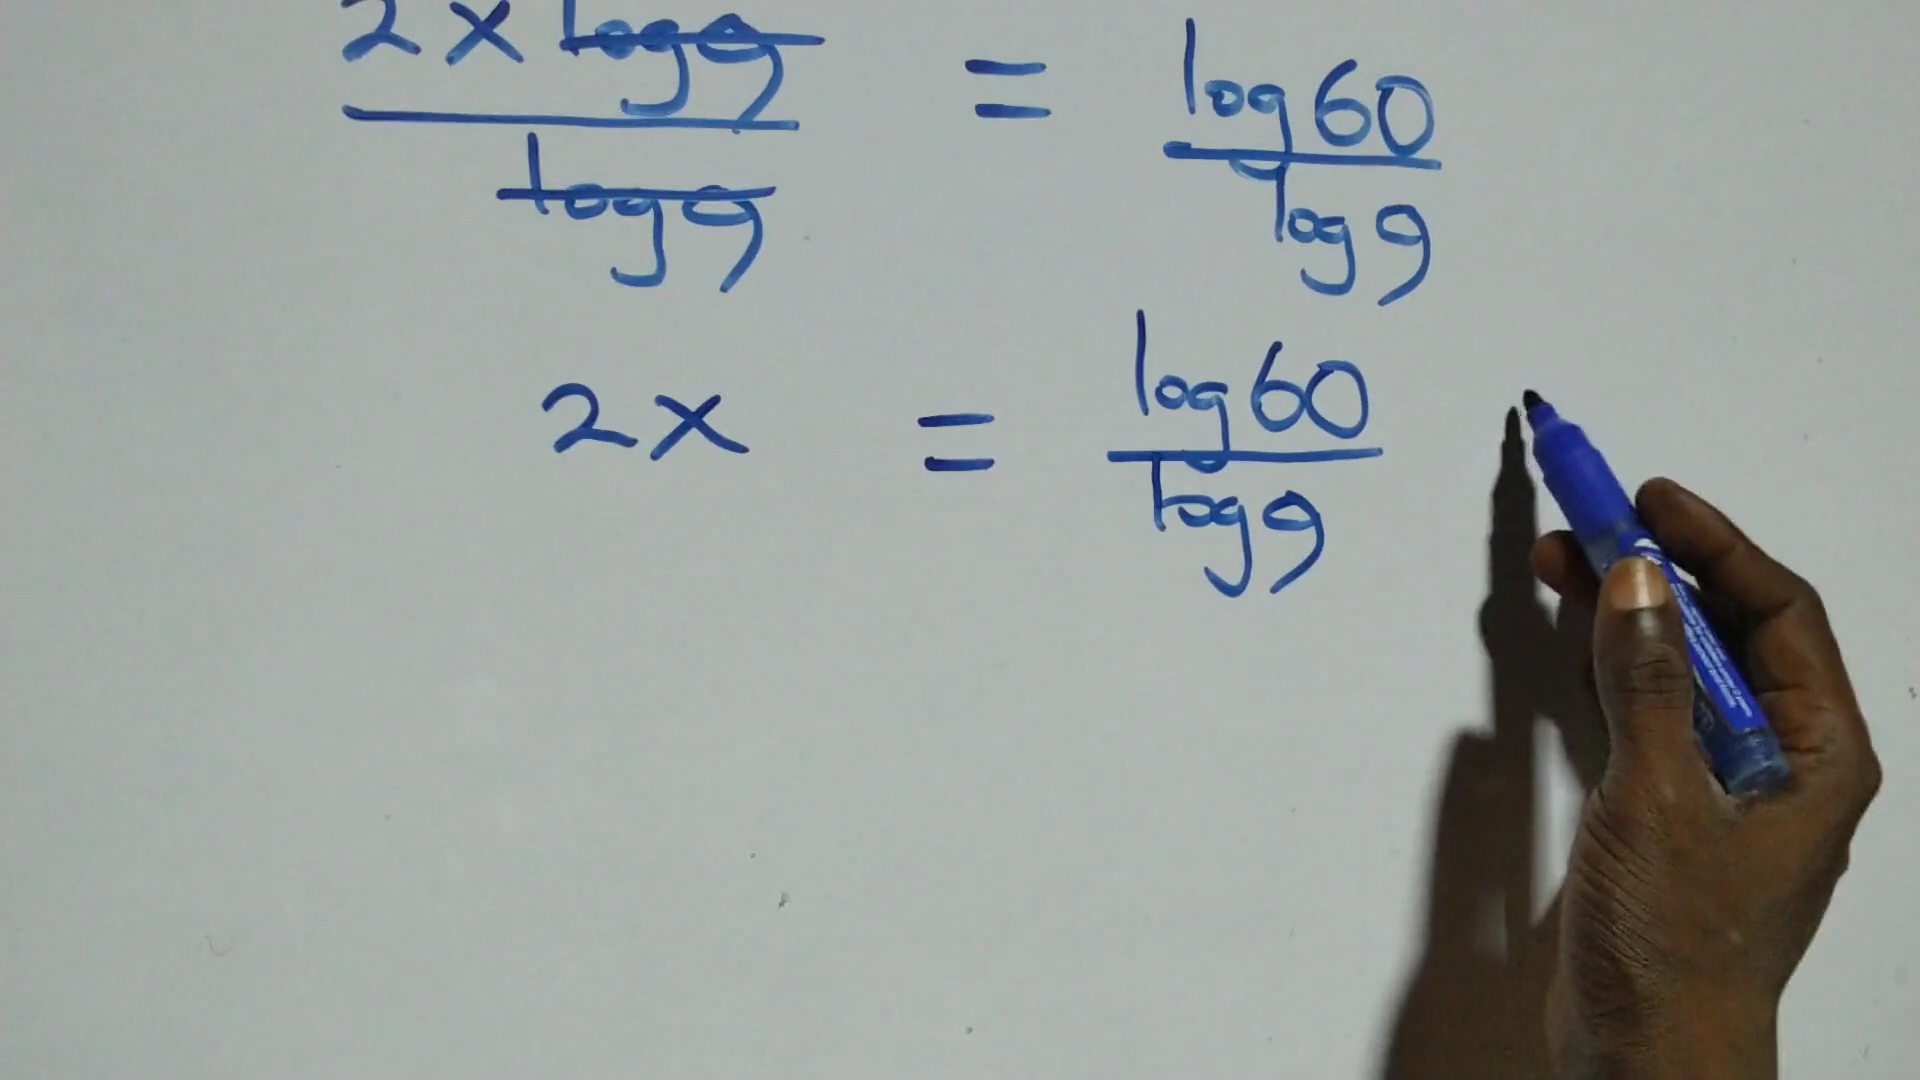 2x log9 / log9 = log60 / log9
2x = log60 / log9